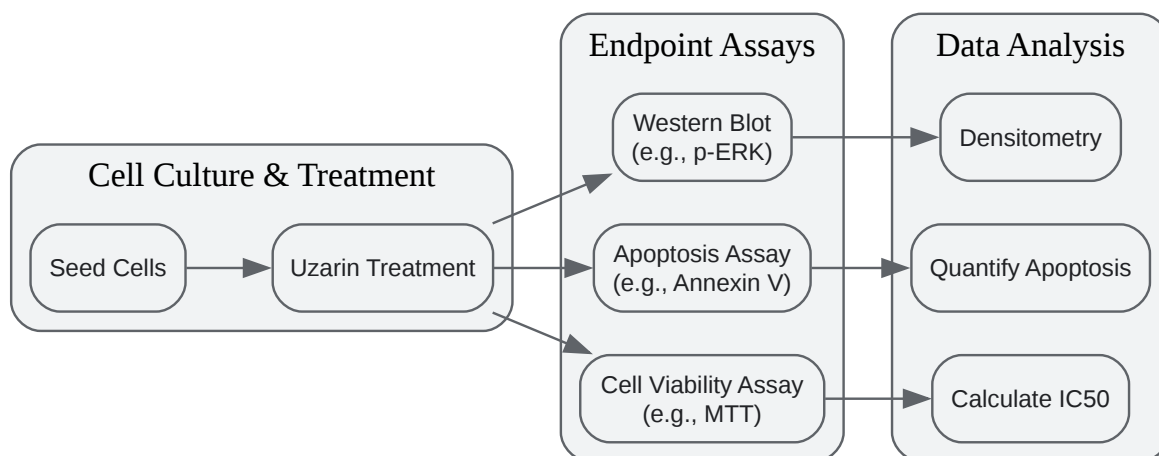 Cell Culture & Treatment
Seed Cells
Uzarin Treatment
Endpoint Assays
Western Blot
(e.g., p-ERK)
Apoptosis Assay
(e.g., Annexin V)
Cell Viability Assay
(e.g., MTT)
Data Analysis
Densitometry
Quantify Apoptosis
Calculate IC50